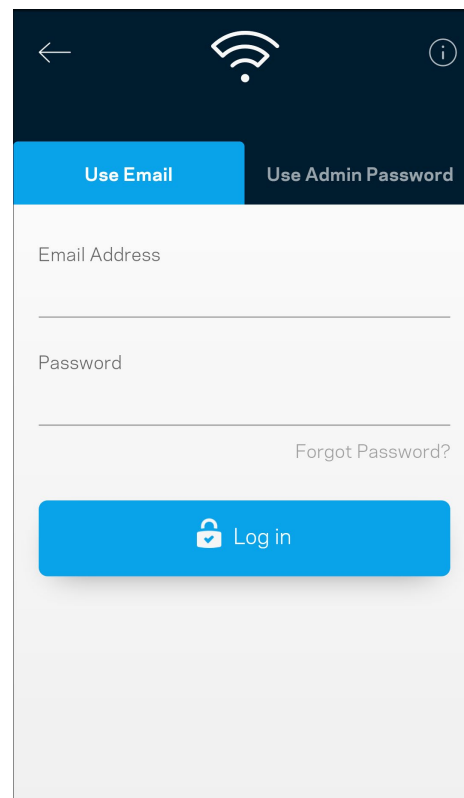 Use Email
Use Admin Password
Email Address
Password
Forgot Password?
Log in